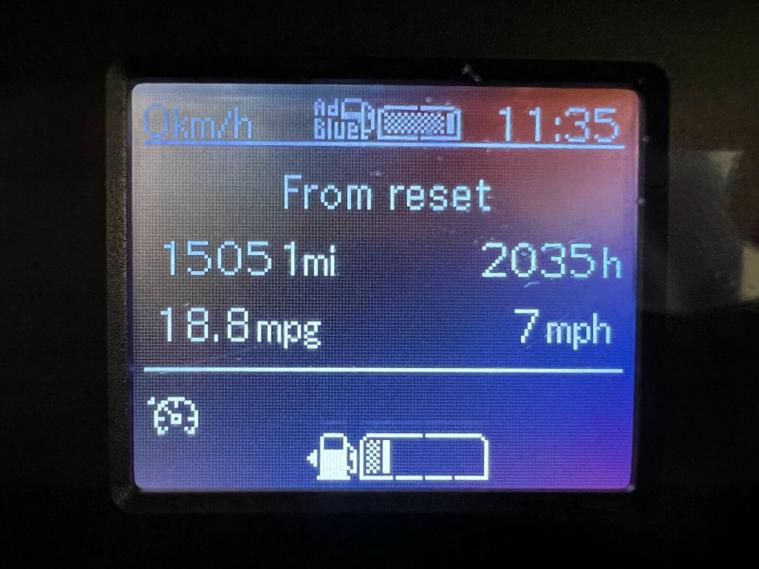 0km/h Ad Blue 11:35
From reset
15051mi 2035h
18.8mpg 7mph